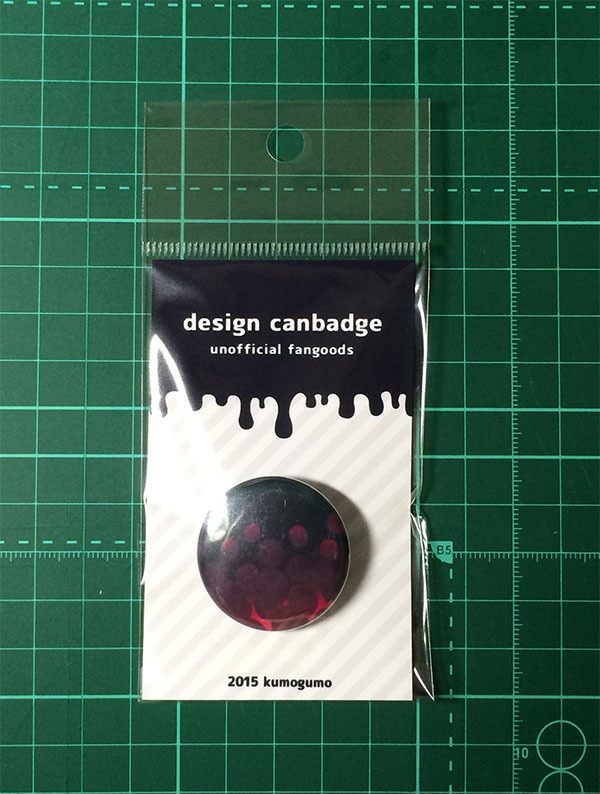 design canbadge
unofficial fangoods
B5
2015 kumogumo
10